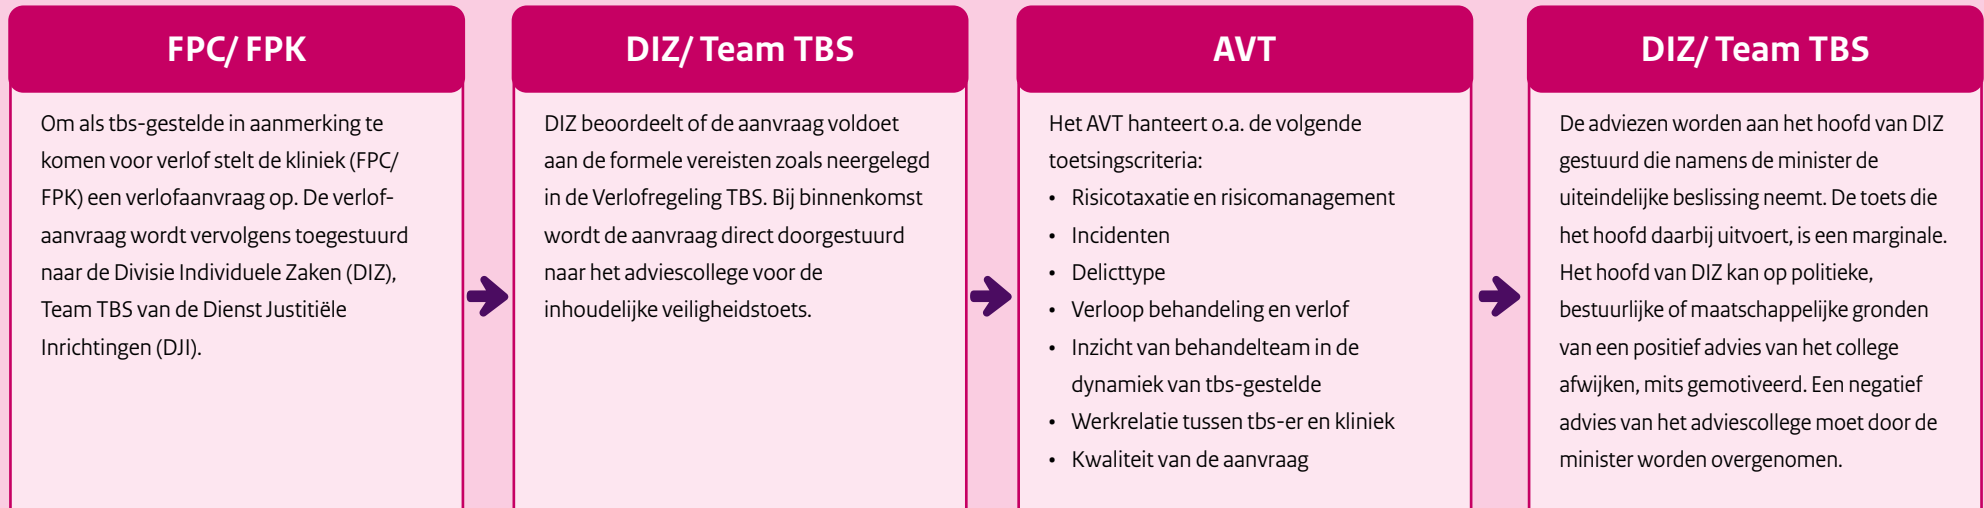 FPC/ FPK
Om als tbs-gestelde in aanmerking te
komen voor verlof stelt de kliniek (FPC/
FPK) een verlofaanvraag op. De verlof-
aanvraag wordt vervolgens toegestuurd
naar de Divisie Individuele Zaken (DIZ),
Team TBS van de Dienst Justitiële
Inrichtingen (DJI).
DIZ/ Team TBS
DIZ beoordeelt of de aanvraag voldoet
aan de formele vereisten zoals neergelegd
in de Verlofregeling TBS. Bij binnenkomst
wordt de aanvraag direct doorgestuurd
naar het adviescollege voor de
inhoudelijke veiligheidstoets.
AVT
Het AVT hanteert o.a. de volgende
toetsingscriteria:
• Risicotaxatie en risicomanagement
• Incidenten
• Delicttype
• Verloop behandeling en verlof
• Inzicht van behandelteam in de
dynamiek van tbs-gestelde
• Werkrelatie tussen tbs-er en kliniek
• Kwaliteit van de aanvraag
DIZ/ Team TBS
De adviezen worden aan het hoofd van DIZ
gestuurd die namens de minister de
uiteindelijke beslissing neemt. De toets die
het hoofd daarbij uitvoert, is een marginale.
Het hoofd van DIZ kan op politieke,
bestuurlijke of maatschappelijke gronden
van een positief advies van het college
afwijken, mits gemotiveerd. Een negatief
advies van het adviescollege moet door de
minister worden overgenomen.